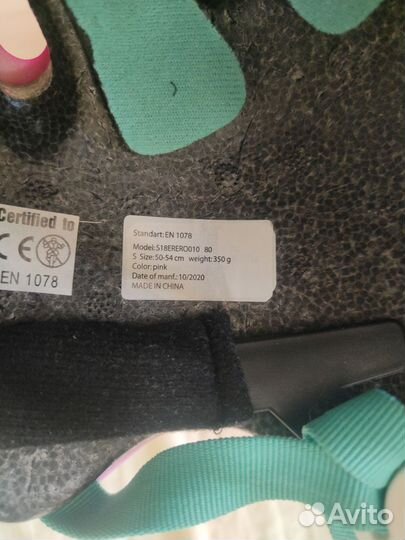 Certified to
CE
EN 1078
Standart: EN 1078
Model: S18ERERO010 80
S Size: 50-54 cm weight: 350 g
Color: pink
Date of manf.: 10/2020
MADE IN CHINA
Avito